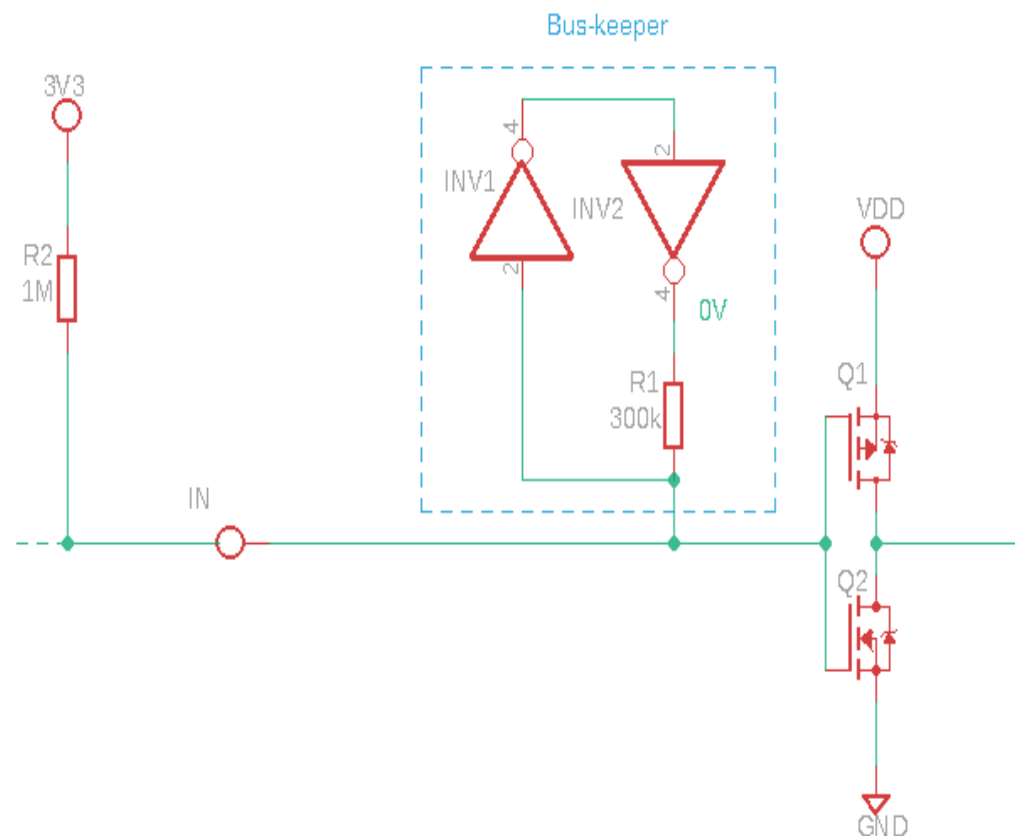 Bus-keeper
3V3
4
2
INV1
INV2
VDD
R2
1M
2
4
0V
Q1
R1
300k
IN
Q2
GND